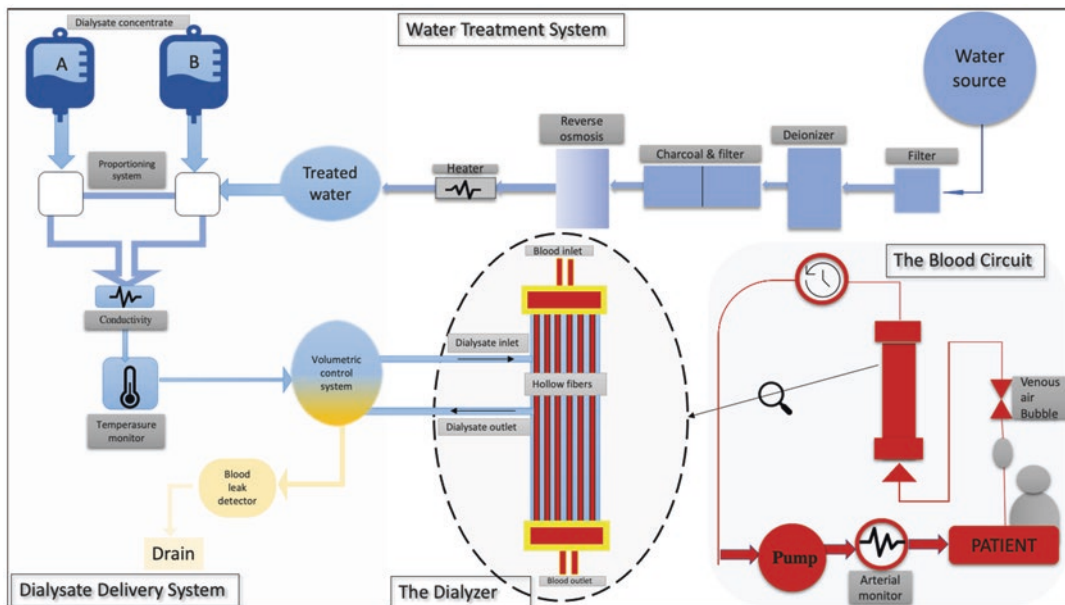 Dialysate concentrate
A
B
Water Treatment System
Water
source
Reverse
osmosis
Deionizer
Charcoal & filter
Filter
Heater
Proportioning
system
Treated
water
Blood inlet
The Blood Circuit
Conductivity
Dialysate inlet
Volumetric
control
system
Hollow fibers
Venous
air
Bubble
Temperasure
monitor
Dialysate outlet
Blood
leak
detector
Drain
Pump
PATIENT
Arterial
monitor
Blood outlet
Dialysate Delivery System
The Dialyzer